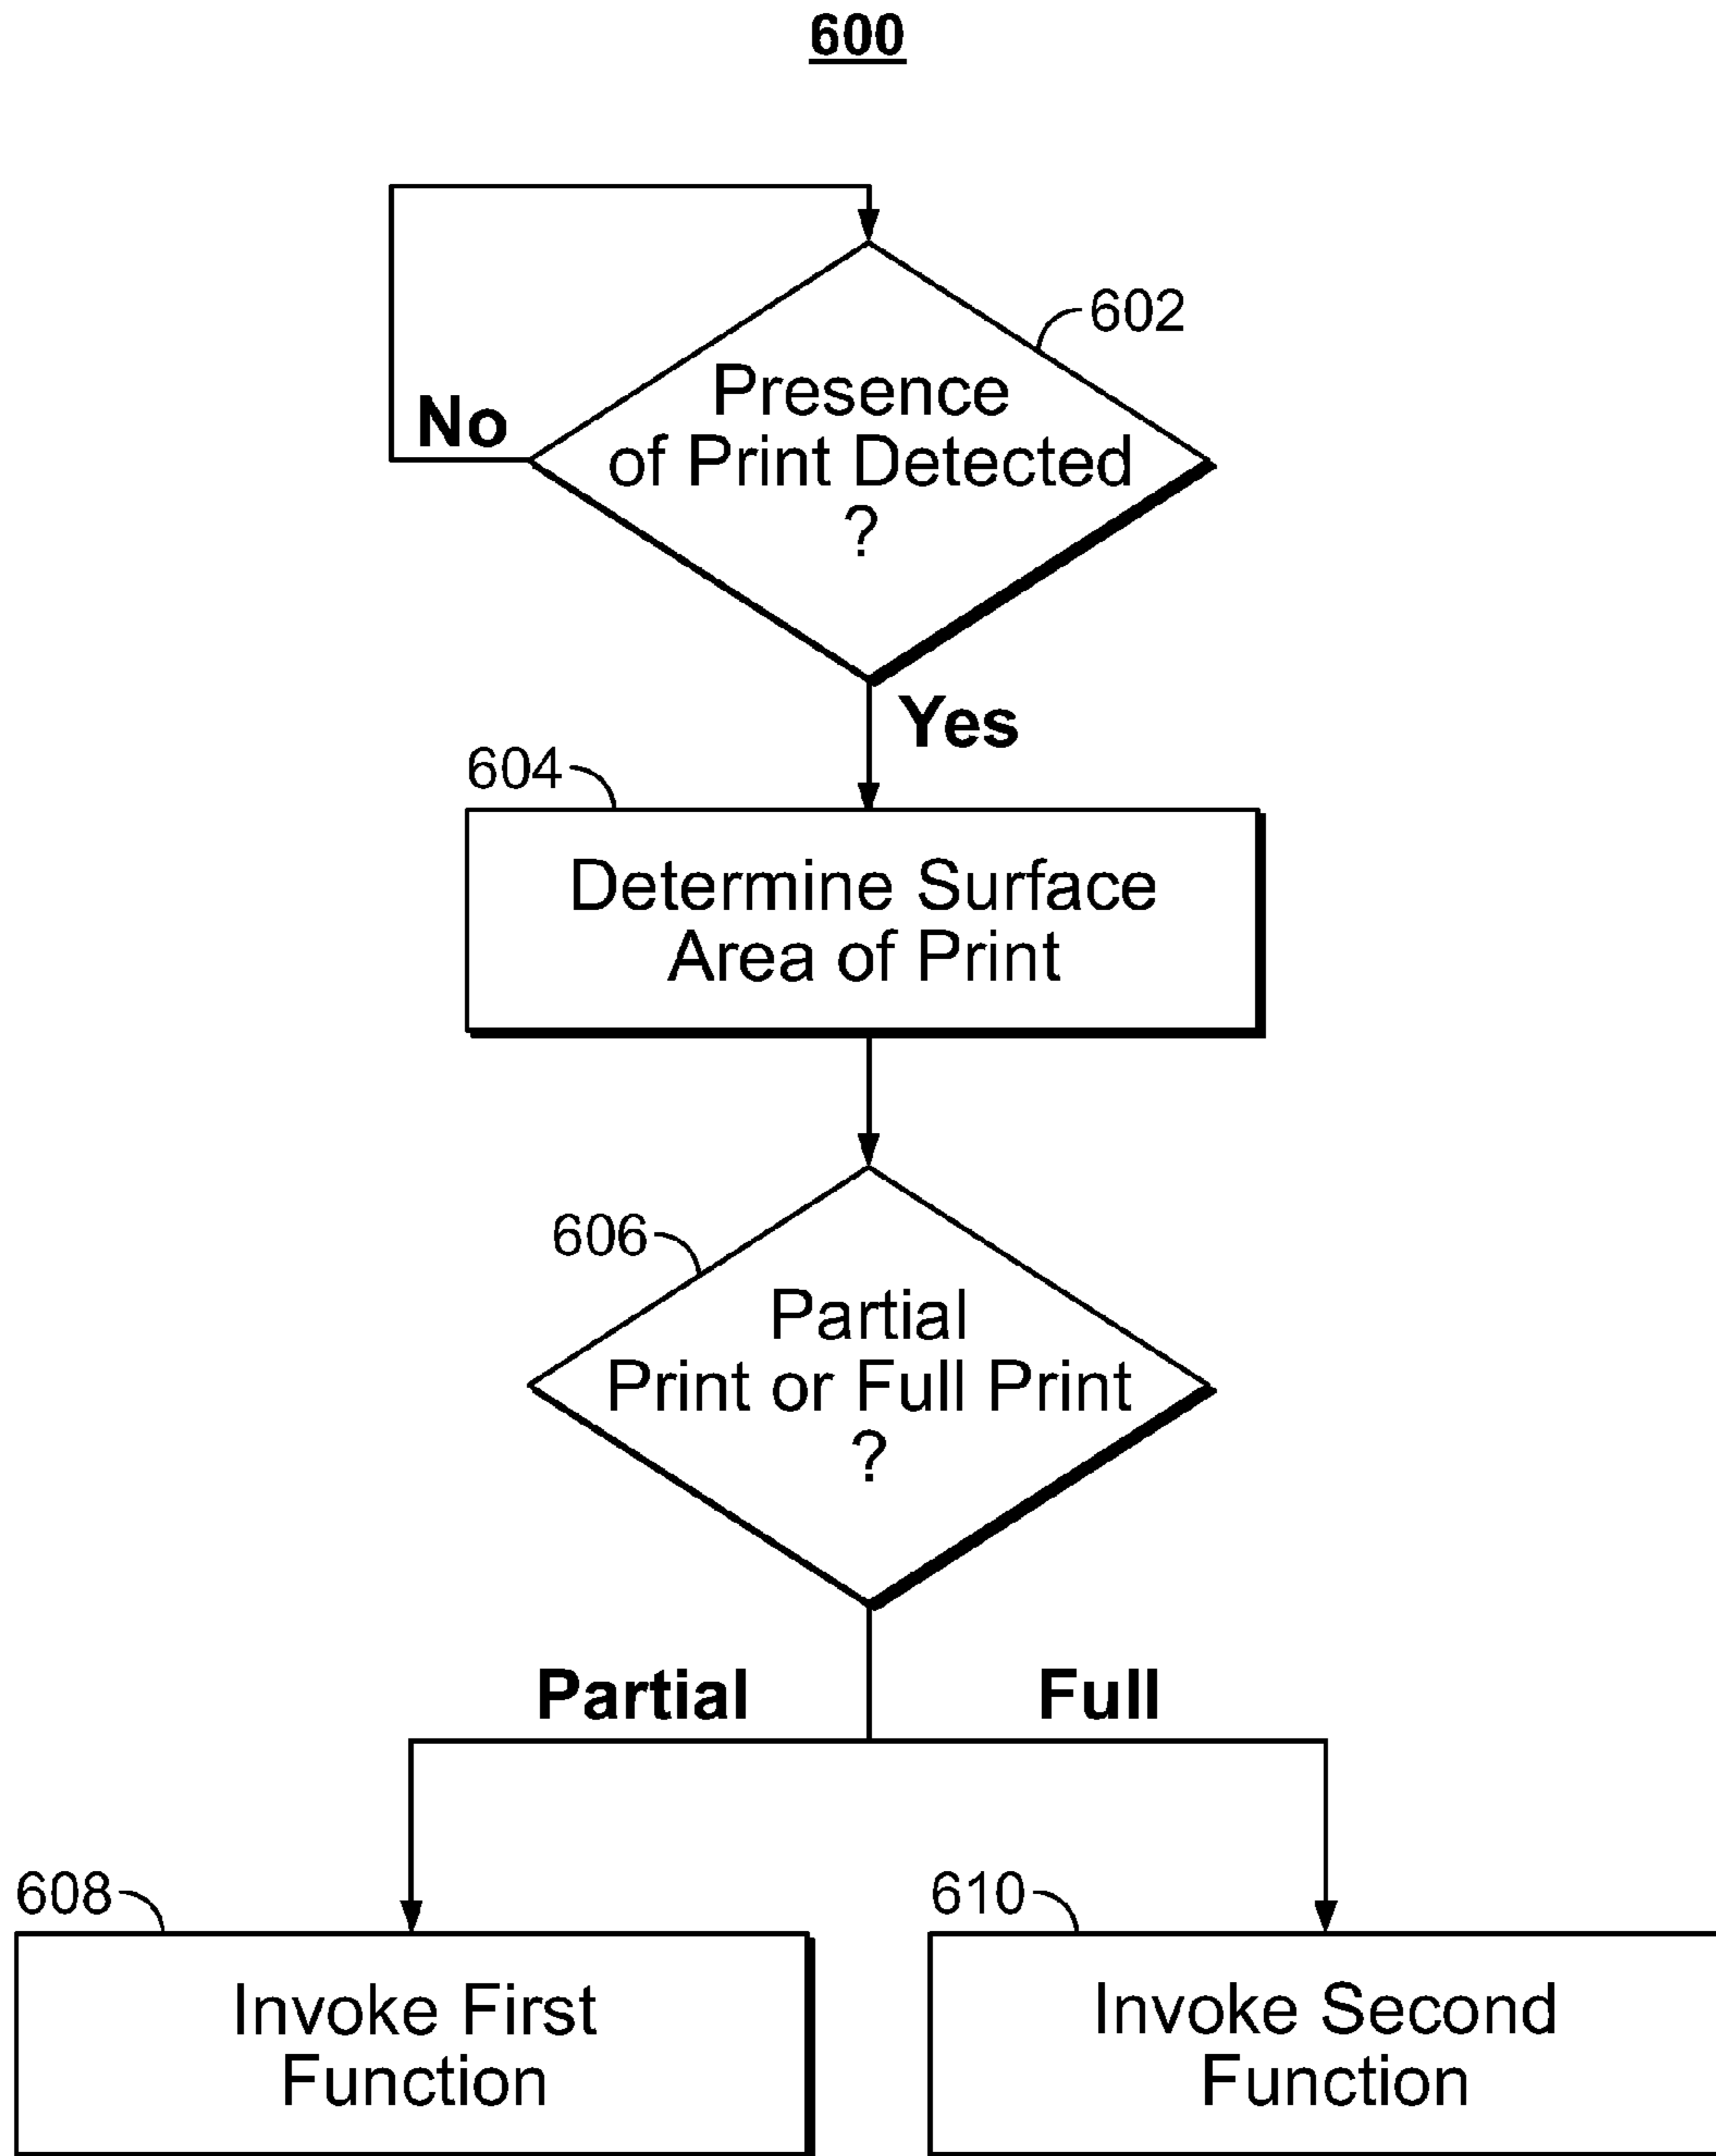 600
602
Presence
of Print Detected
?
No
Yes
604
Determine Surface
Area of Print
606
Partial
Print or Full Print
?
Partial
Full
608
Invoke First
Function
610
Invoke Second
Function